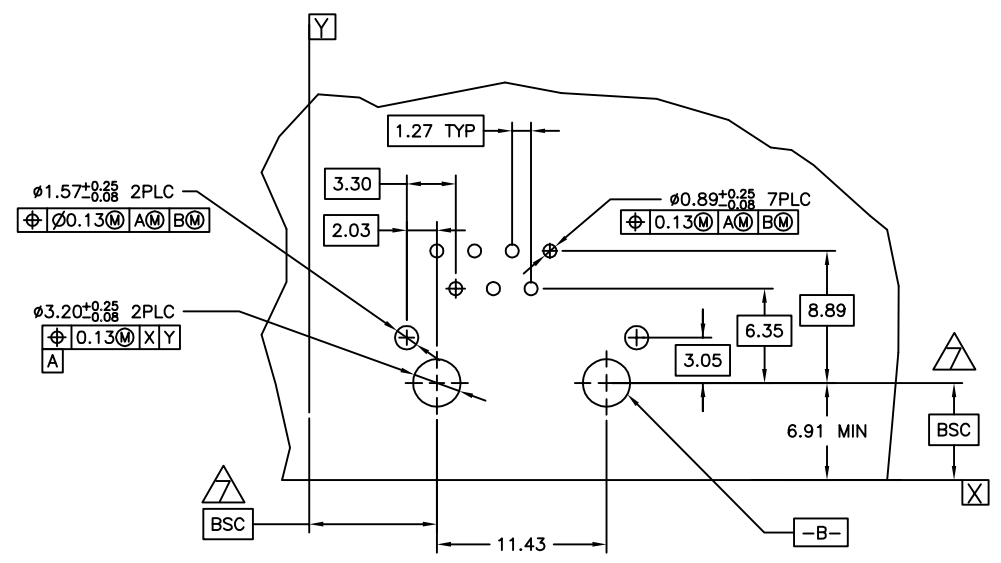 Y
1.27 TYP
3.30
ø1.57+0.25 -0.08 2PLC
⌖ Ø0.13Ⓜ AⓂ BⓂ
ø0.89+0.25 -0.08 7PLC
⌖ 0.13Ⓜ AⓂ BⓂ
2.03
ø3.20+0.25 -0.08 2PLC
⌖ 0.13Ⓜ X Y
A
8.89
6.35
3.05
7
6.91 MIN
BSC
7
X
BSC
-B-
11.43